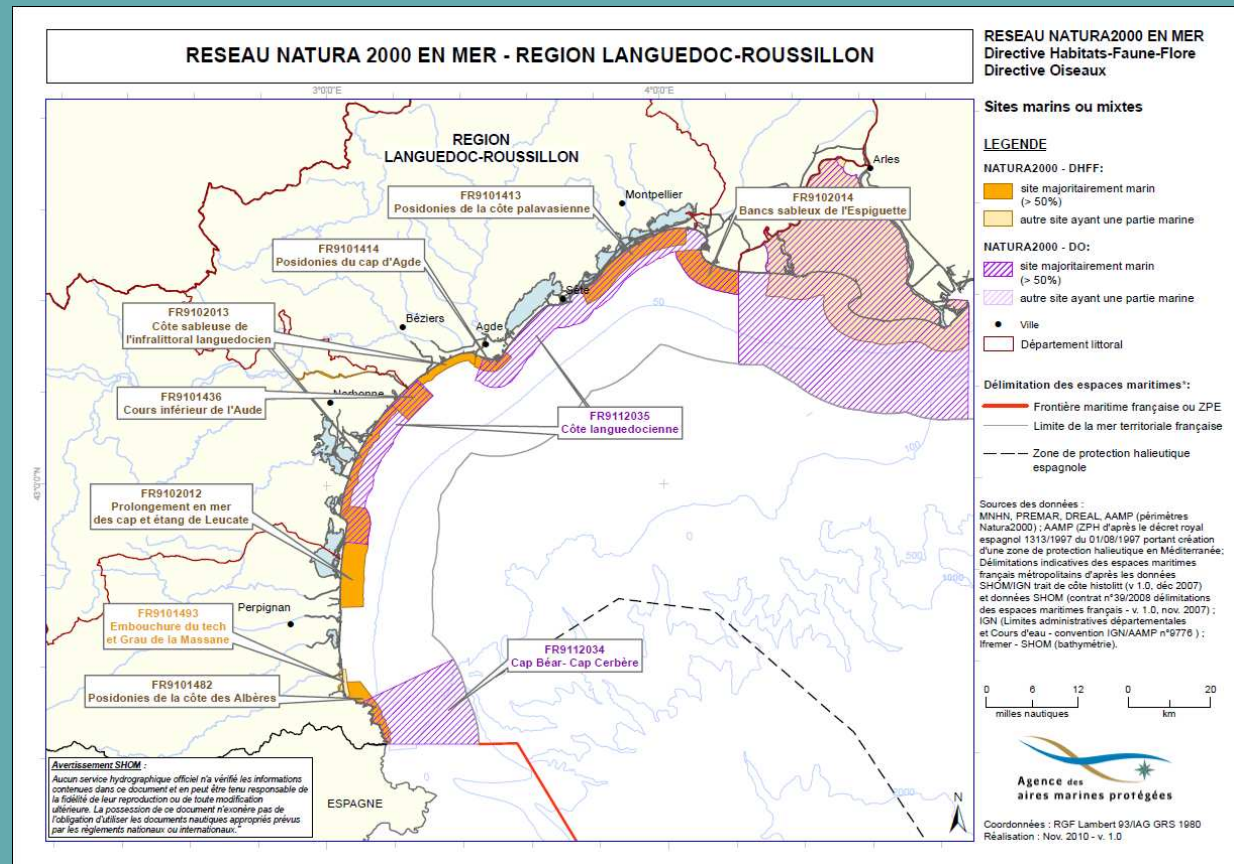 RESEAU NATURA 2000 EN MER - REGION LANGUEDOC-ROUSSILLON
RESEAU NATURA2000 EN MER
Directive Habitats-Faune-Flore
Directive Oiseaux
Sites marins ou mixtes
LEGENDE
NATURA2000 - DHFF:
site majoritairement marin
(> 50%)
autre site ayant une partie marine
NATURA2000 - DO:
site majoritairement marin
(> 50%)
autre site ayant une partie marine
Ville
Département littoral
Délimitation des espaces maritimes*:
Frontière maritime française ou ZPE
Limite de la mer territoriale française
Zone de protection halieutique
espagnole
Sources des données :
MNHN, PREMAR, DREAL, AAMP (périmètres
Natura2000) ; AAMP (ZPH d'après le décret royal
espagnol 1313/1997 du 01/08/1997 portant création
d'une zone de protection halieutique en Méditerranée;
Délimitations indicatives des espaces maritimes
français métropolitains d'après les données
SHOM/IGN trait de côte histolitt (v 1.0, déc 2007)
et données SHOM (contrat n°39/2008 délimitations
des espaces maritimes français - v. 1.0, nov. 2007) ;
IGN (Limites administratives départementales
et Cours d'eau - convention IGN/AAMP n°9776 ) ;
Ifremer - SHOM (bathymétrie).
0 6 12
milles nautiques
0 20
km
Agence des
aires marines protégées
Coordonnées : RGF Lambert 93/IAG GRS 1980
Réalisation : Nov. 2010 - v. 1.0
3°0'0"E
4°0'0"E
43°0'N
REGION
LANGUEDOC-ROUSSILLON
Arles
Montpellier
FR9101413
Posidonies de la côte palavasienne
FR9102014
Bancs sableux de l'Espiguette
FR9101414
Posidonies du cap d'Agde
Sète
50
FR9102013
Côte sableuse de
l'infralittoral languedocien
Béziers
Agde
FR9101436
Cours inférieur de l'Aude
Narbonne
FR9112035
Côte languedocienne
100
FR9102012
Prolongement en mer
des cap et étang de Leucate
0
500
1000
Perpignan
FR9101493
Embouchure du tech
et Grau de la Massane
FR9112034
Cap Béar- Cap Cerbère
FR9101482
Posidonies de la côte des Albères
2000
Avertissement SHOM :
Aucun service hydrographique officiel n'a vérifié les informations
contenues dans ce document et en peut être tenu responsable de
la fidélité de leur reproduction ou de toute modification
ultérieure. La possession de ce document n'exonère pas de
l'obligation d'utiliser les documents nautiques appropriés prévus
par les règlements nationaux ou internationaux."
ESPAGNE
N